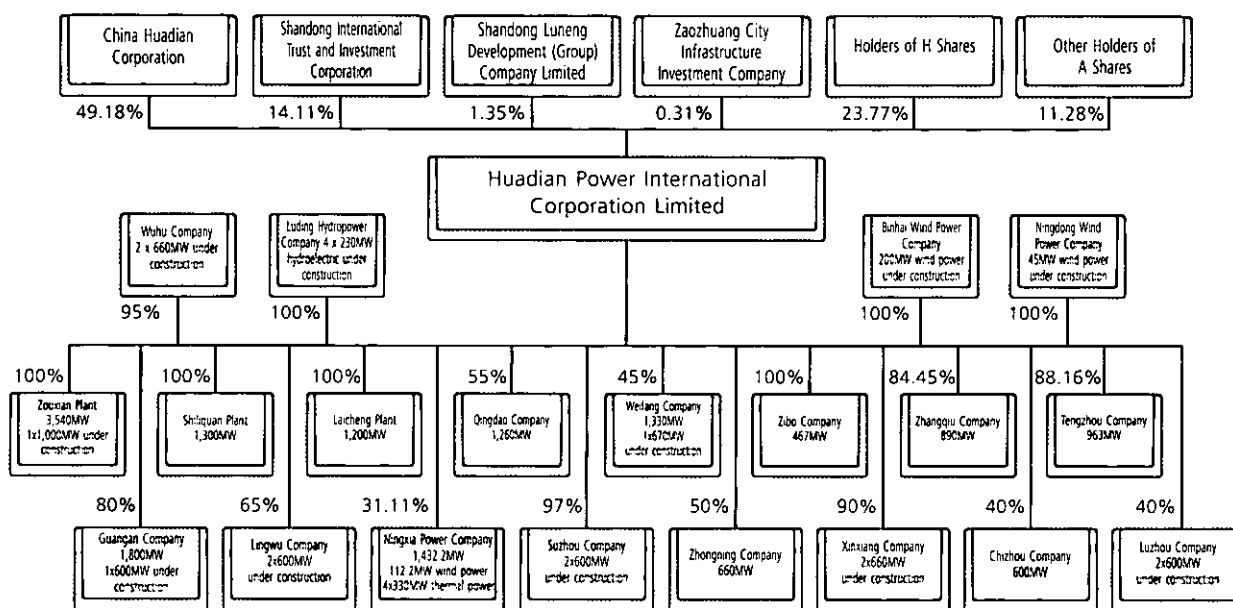 China Huadian
Corporation
Shandong International
Trust and Investment
Corporation
Shandong Luneng
Development (Group)
Company Limited
Zaozhuang City
Infrastructure
Investment Company
Holders of H Shares
Other Holders of
A Shares
49.18%
14.11%
1.35%
0.31%
23.77%
11.28%
Huadian Power International
Corporation Limited
Wuhu Company
2 x 660MW under
construction
Luding Hydropower
Company 4 x 230MW
hydroelectric under
construction
Binhai Wind Power
Company
200MW wind power
under construction
Ningdong Wind
Power Company
45MW wind power
under construction
95%
100%
100%
100%
100%
100%
100%
55%
45%
100%
84.45%
88.16%
Zouxian Plant
3,540MW
1x1,000MW under
construction
Shiliquan Plant
1,300MW
Laicheng Plant
1,200MW
Qingdao Company
1,260MW
Weifang Company
1,330MW
1x670MW under
construction
Zibo Company
467MW
Zhangqiu Company
890MW
Tengzhou Company
963MW
80%
65%
31.11%
97%
50%
90%
40%
40%
Guangan Company
1,800MW
1x600MW under
construction
Lingwu Company
2x600MW
under construction
Ningxia Power Company
1,432.2MW
112.2MW wind power
4x330MW thermal power
Suzhou Company
2x600MW
under construction
Zhongning Company
660MW
Xinxiang Company
2x660MW
under construction
Chizhou Company
600MW
Luzhou Company
2x600MW
under construction